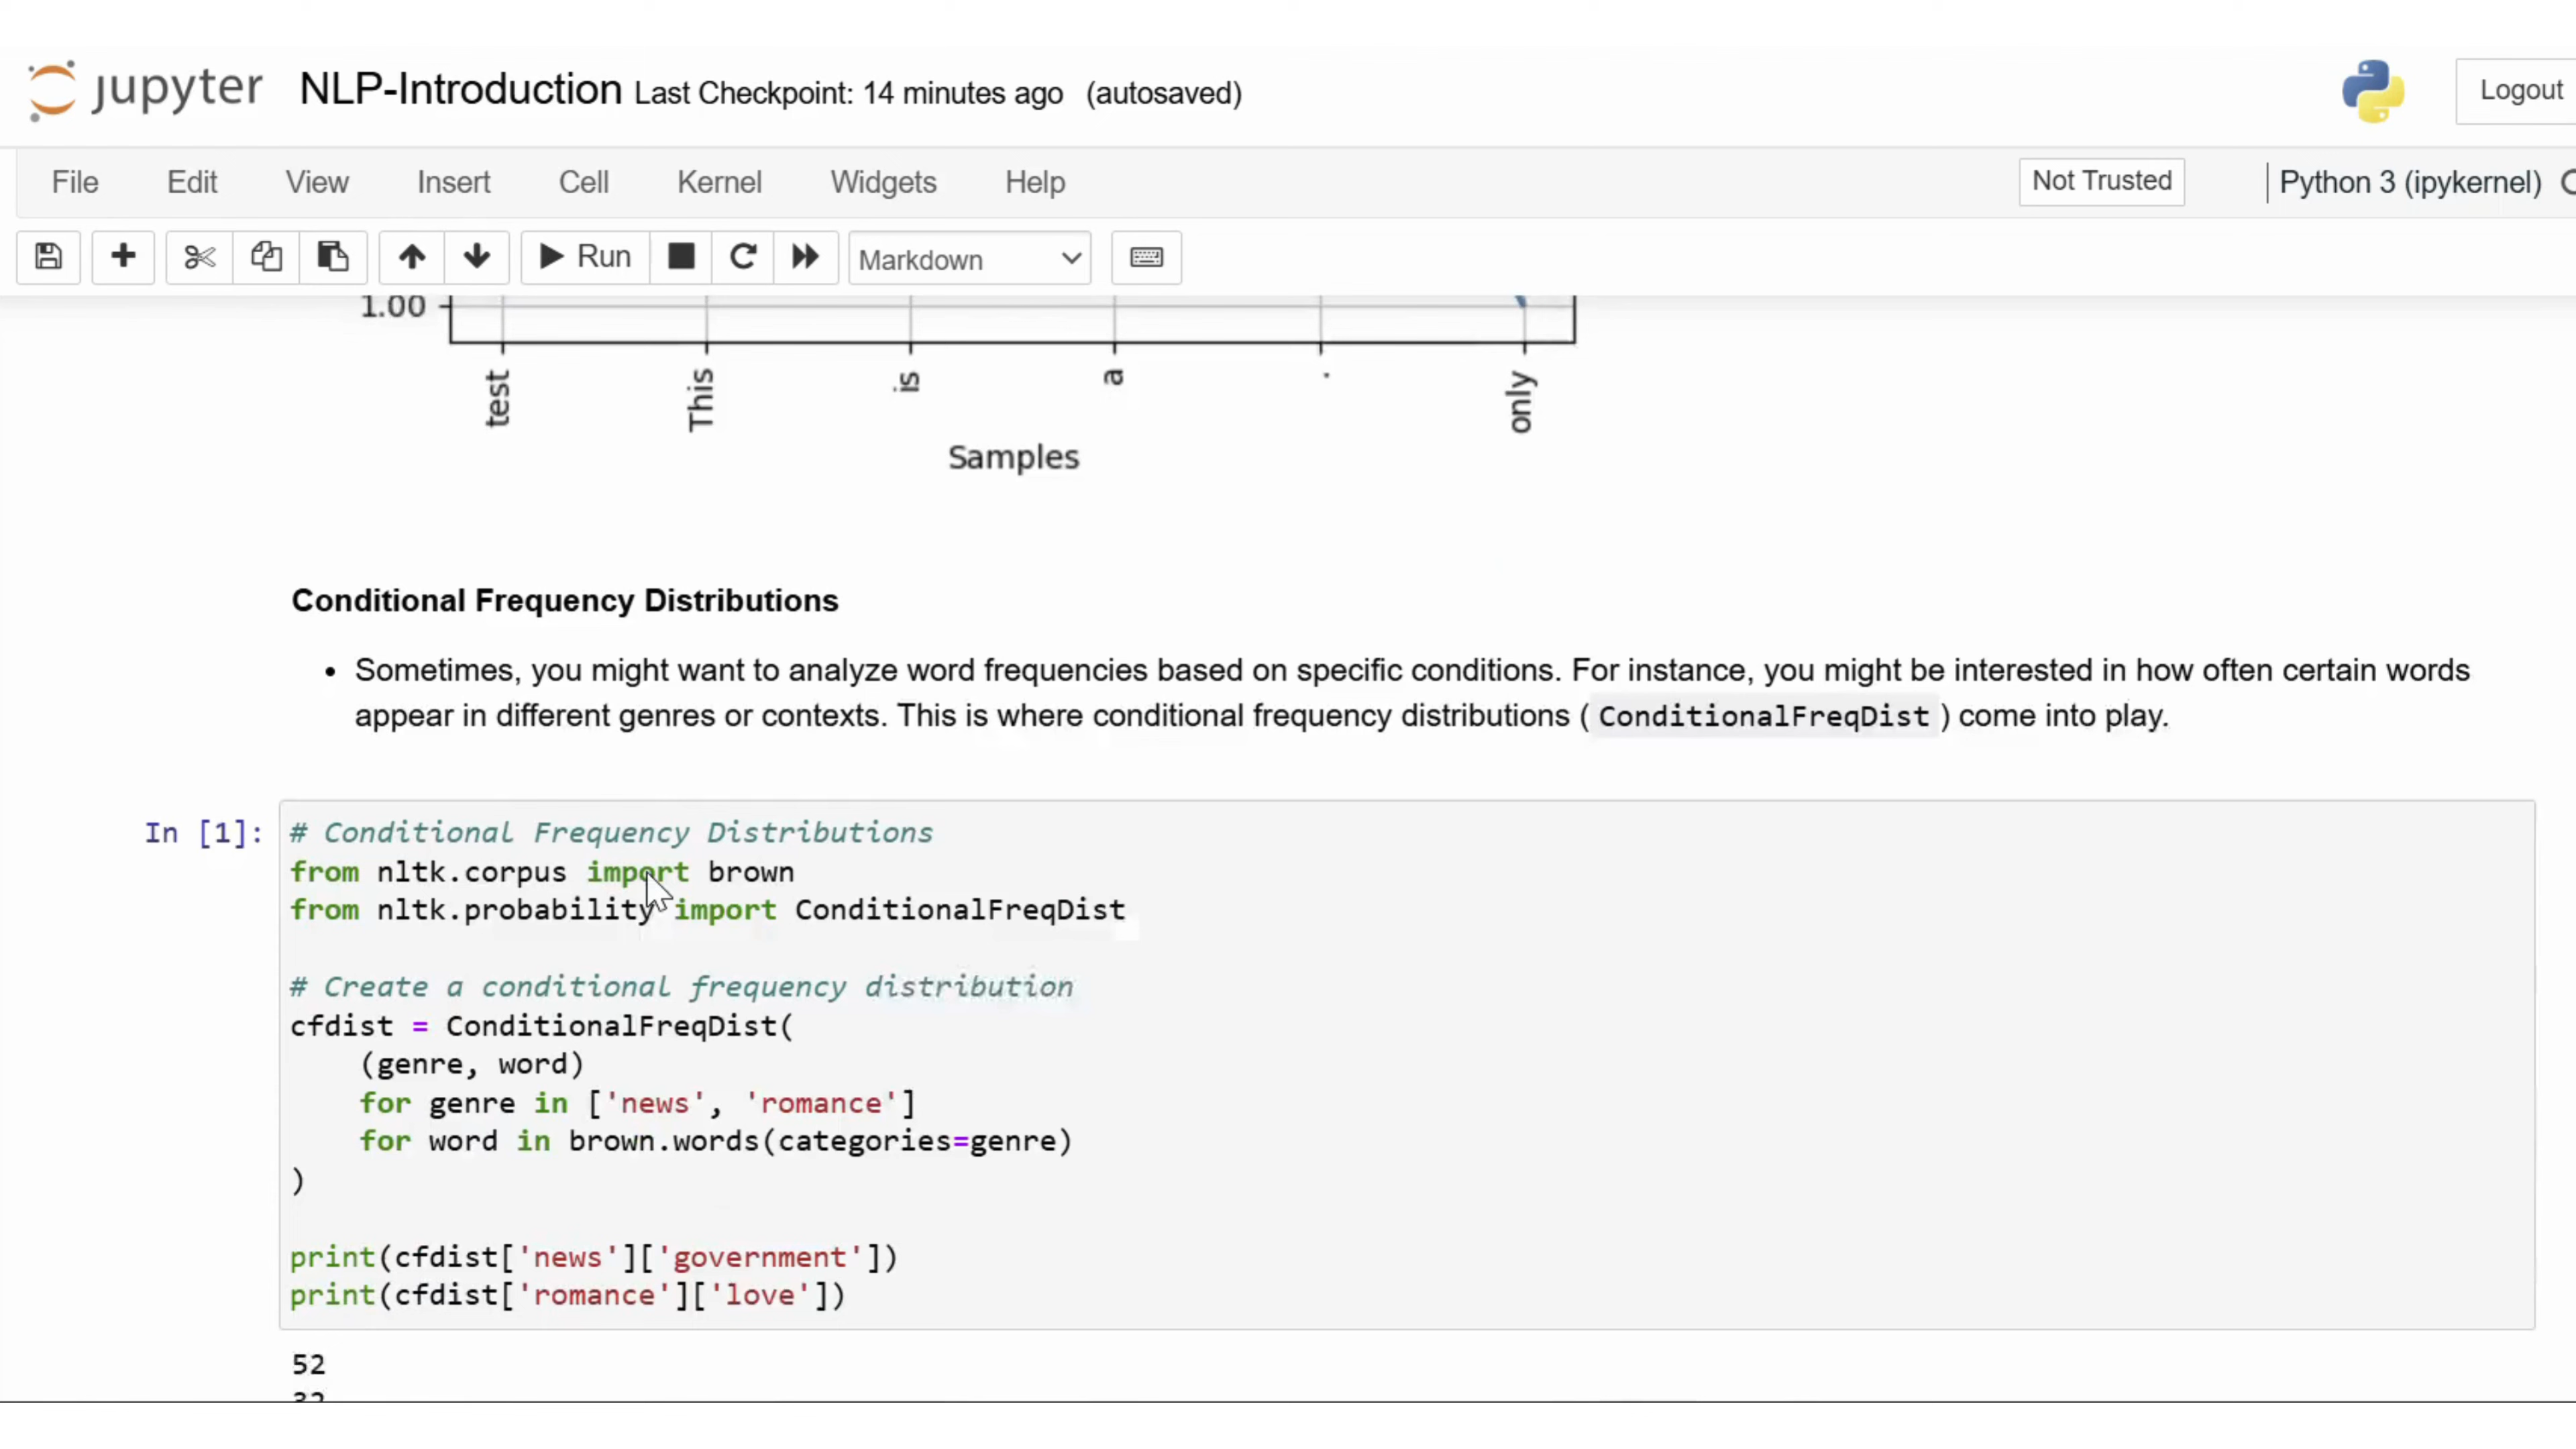 jupyter NLP-Introduction Last Checkpoint: 14 minutes ago (autosaved) Logout
File Edit View Insert Cell Kernel Widgets Help Not Trusted Python 3 (ipykernel)
Run Markdown
1.00
test This is a . only
Samples
Conditional Frequency Distributions
• Sometimes, you might want to analyze word frequencies based on specific conditions. For instance, you might be interested in how often certain words
appear in different genres or contexts. This is where conditional frequency distributions ( ConditionalFreqDist ) come into play.
In [1]: # Conditional Frequency Distributions
from nltk.corpus import brown
from nltk.probability import ConditionalFreqDist
# Create a conditional frequency distribution
cfdist = ConditionalFreqDist(
(genre, word)
for genre in ['news', 'romance']
for word in brown.words(categories=genre)
)
print(cfdist['news']['government'])
print(cfdist['romance']['love'])
52